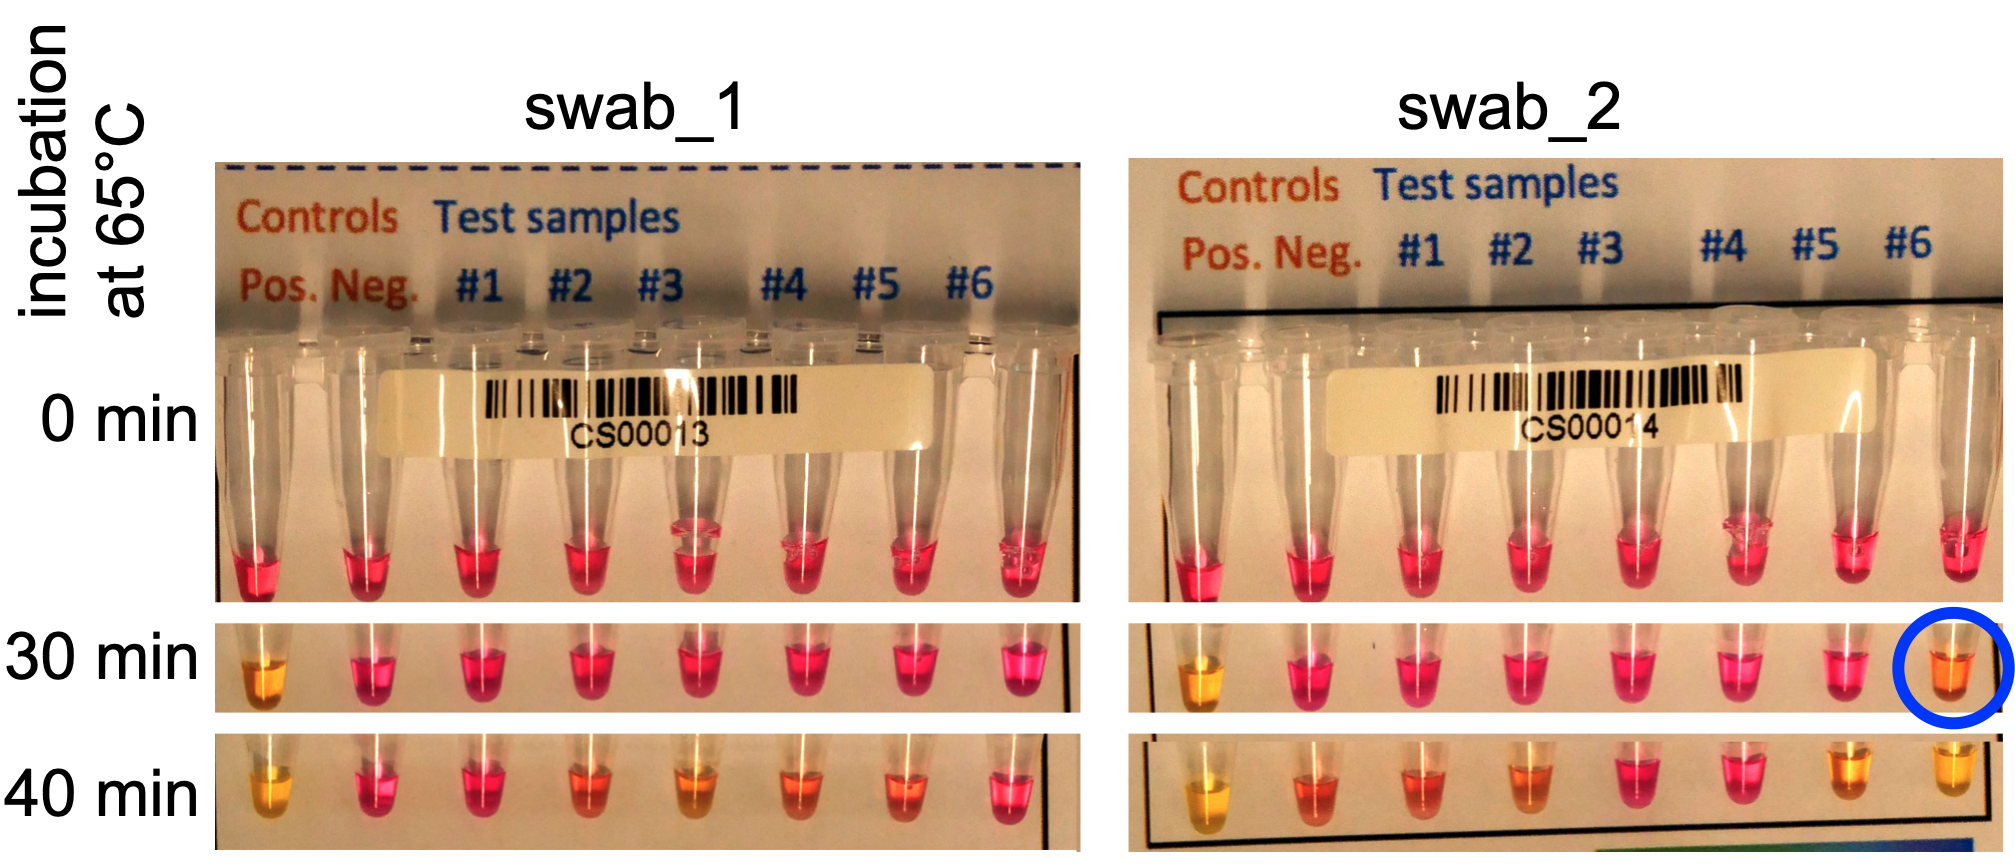 incubation
at 65°C
swab_1
swab_2
Controls Test samples
Pos. Neg. #1 #2 #3 #4 #5 #6
Controls Test samples
Pos. Neg. #1 #2 #3 #4 #5 #6
0 min
CS00013
CS00014
30 min
40 min